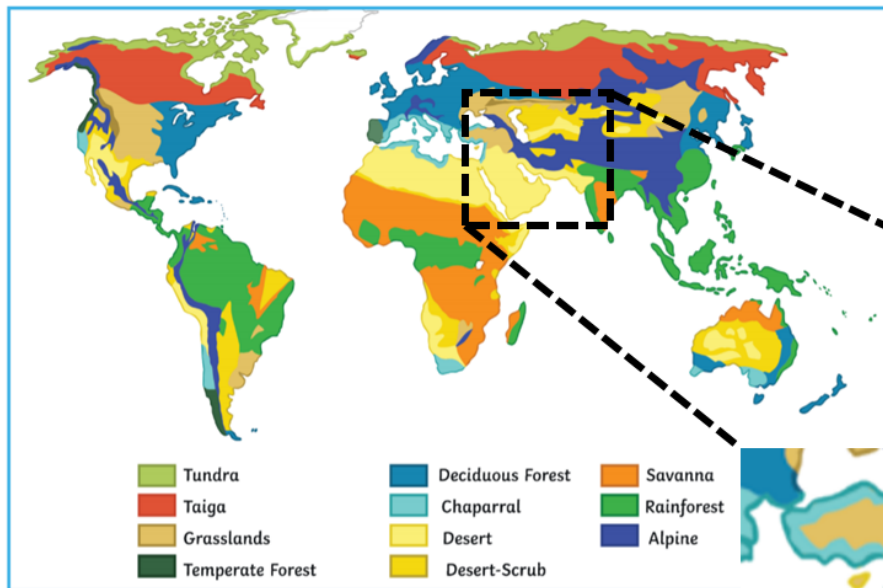 Tundra
Taiga
Grasslands
Temperate Forest
Deciduous Forest
Chaparral
Desert
Desert-Scrub
Savanna
Rainforest
Alpine